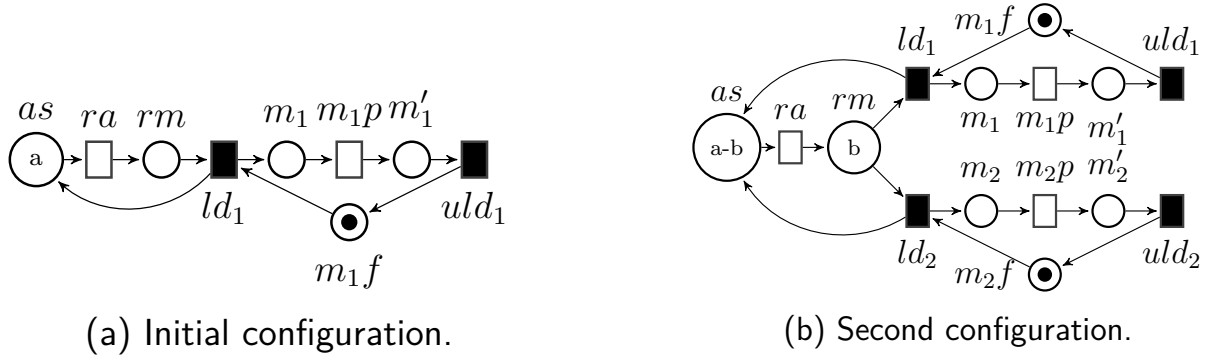 as ra rm m₁ m₁p m′₁
a
ld₁ uld₁
m₁f
(a) Initial configuration.
m₁f
ld₁ uld₁
as ra rm m₁ m₁p m′₁
a-b b
m₂ m₂p m′₂
ld₂ uld₂
m₂f
(b) Second configuration.